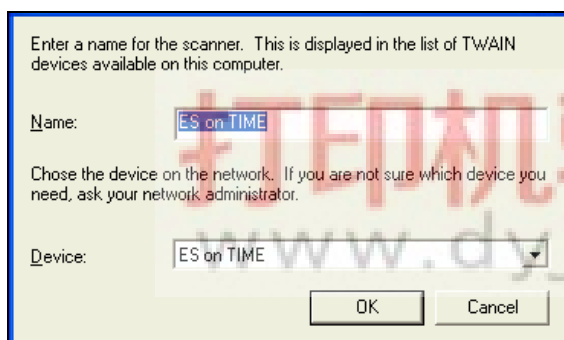 Enter a name for the scanner. This is displayed in the list of TWAIN
devices available on this computer.
Name:
ES on TIME
Chose the device on the network. If you are not sure which device you
need, ask your network administrator.
Device:
ES on TIME
OK
Cancel
打印机
www.dy